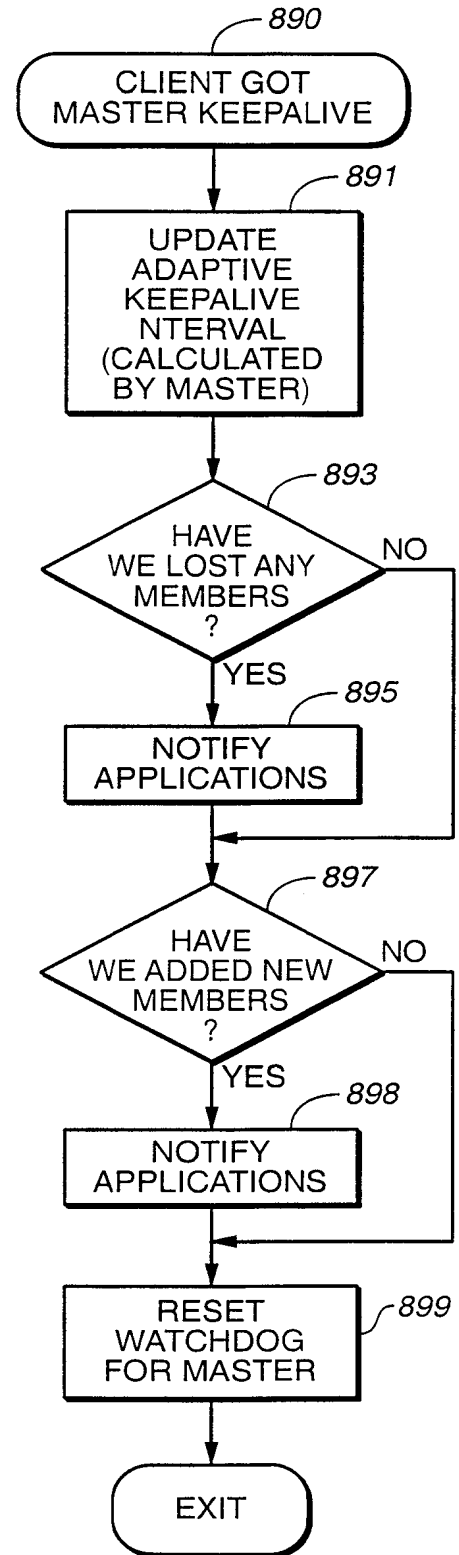 890
CLIENT GOT
MASTER KEEPALIVE
891
UPDATE
ADAPTIVE
KEEPALIVE
NTERVAL
(CALCULATED
BY MASTER)
893
HAVE
WE LOST ANY
MEMBERS
?
NO
YES
895
NOTIFY
APPLICATIONS
897
HAVE
WE ADDED NEW
MEMBERS
?
NO
YES
898
NOTIFY
APPLICATIONS
RESET
WATCHDOG
FOR MASTER
899
EXIT